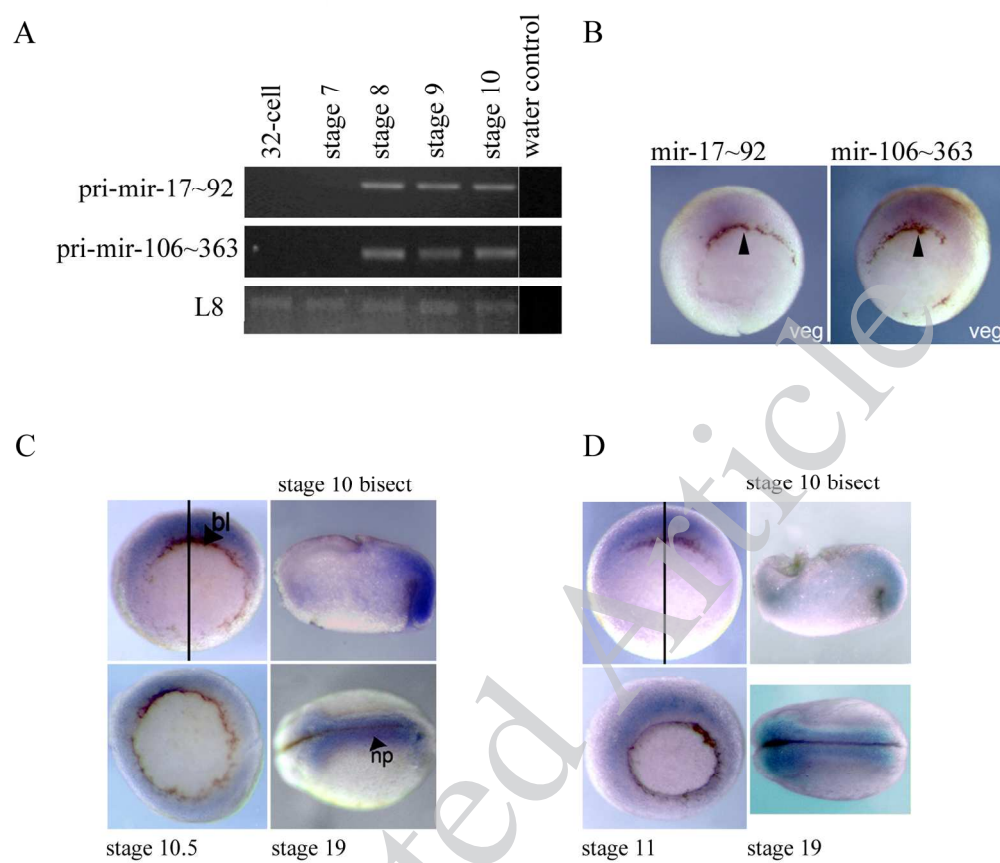 A
B
32-cell
stage 7
stage 8
stage 9
stage 10
water control
pri-mir-17~92
pri-mir-106~363
L8
mir-17~92
mir-106~363
veg
veg
C
D
stage 10 bisect
stage 10 bisect
bl
np
stage 10.5
stage 19
stage 11
stage 19
ted Article